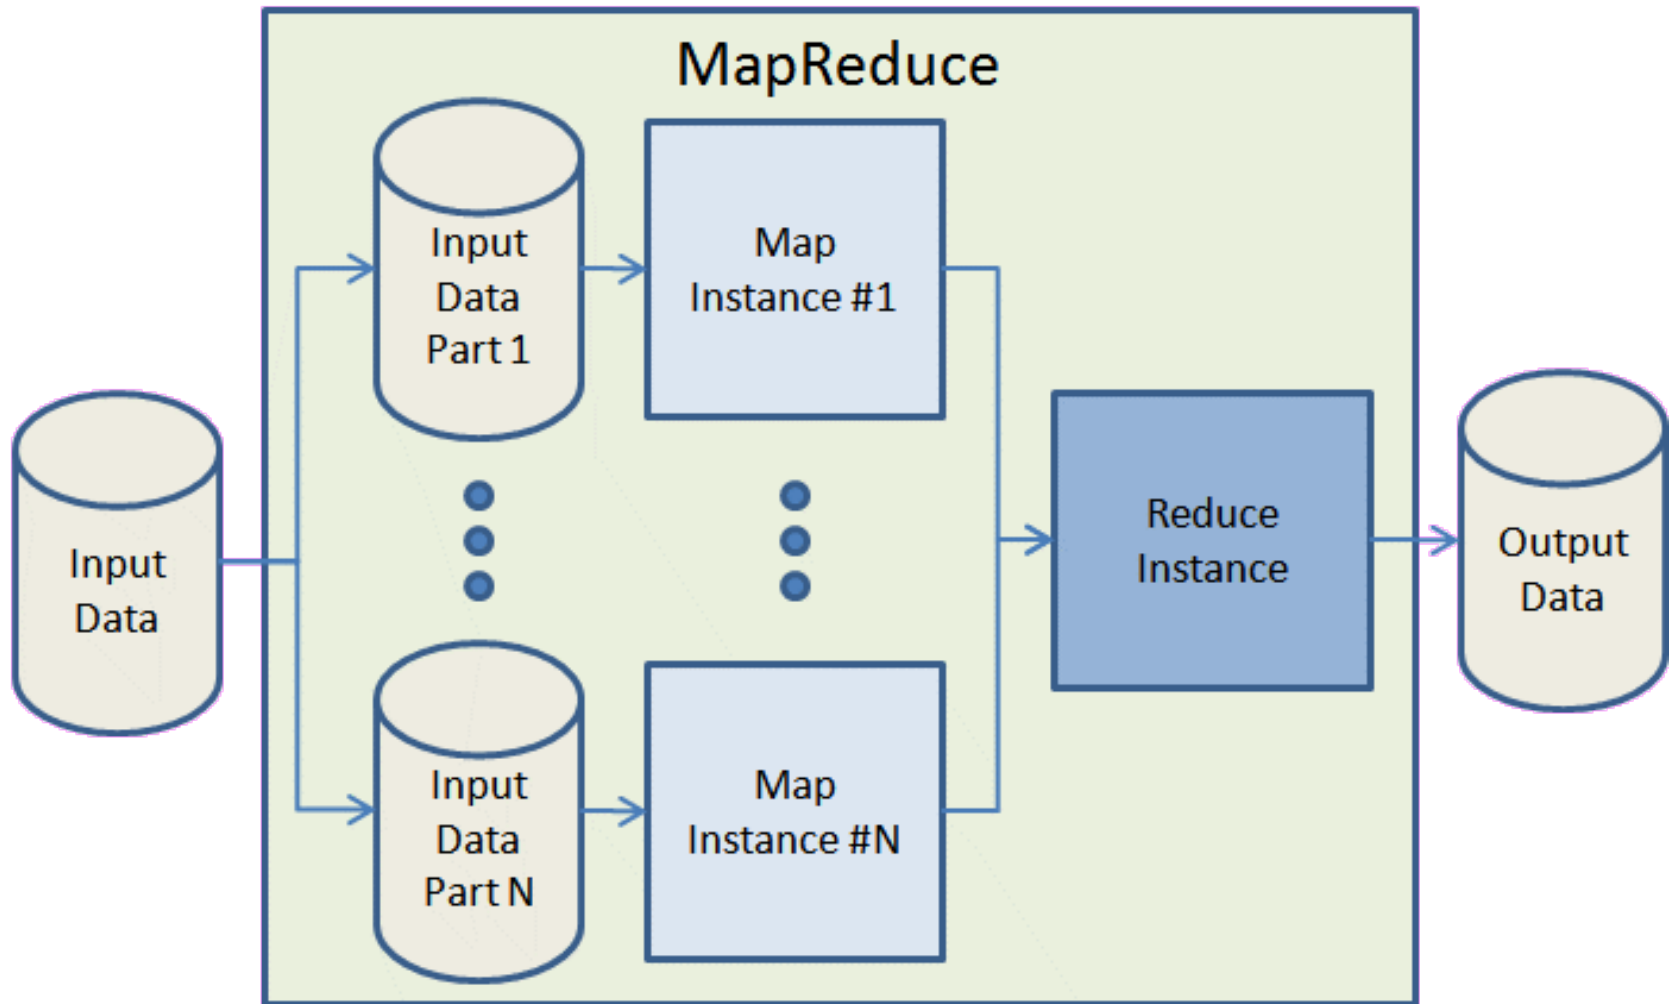 MapReduce
Input
Data
Input
Data
Part 1
Map
Instance #1
Input
Data
Part N
Map
Instance #N
Reduce
Instance
Output
Data